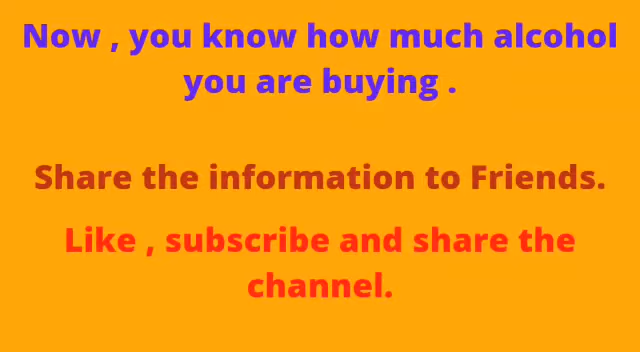 Now , you know how much alcohol
you are buying .
Share the information to Friends.
Like , subscribe and share the
channel.